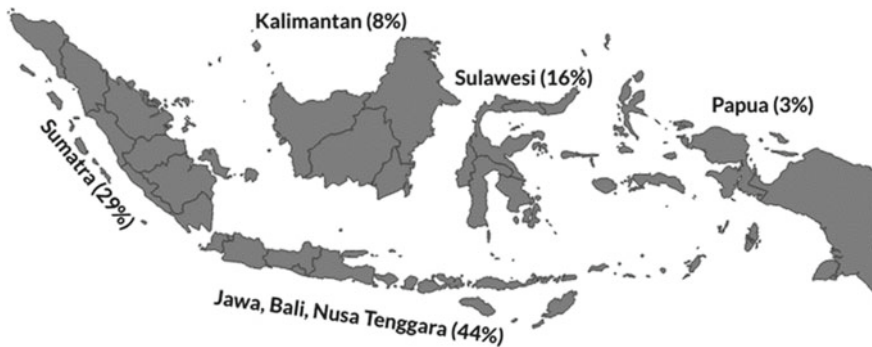 Kalimantan (8%)
Sulawesi (16%)
Papua (3%)
Sumatra (29%)
Jawa, Bali, Nusa Tenggara (44%)